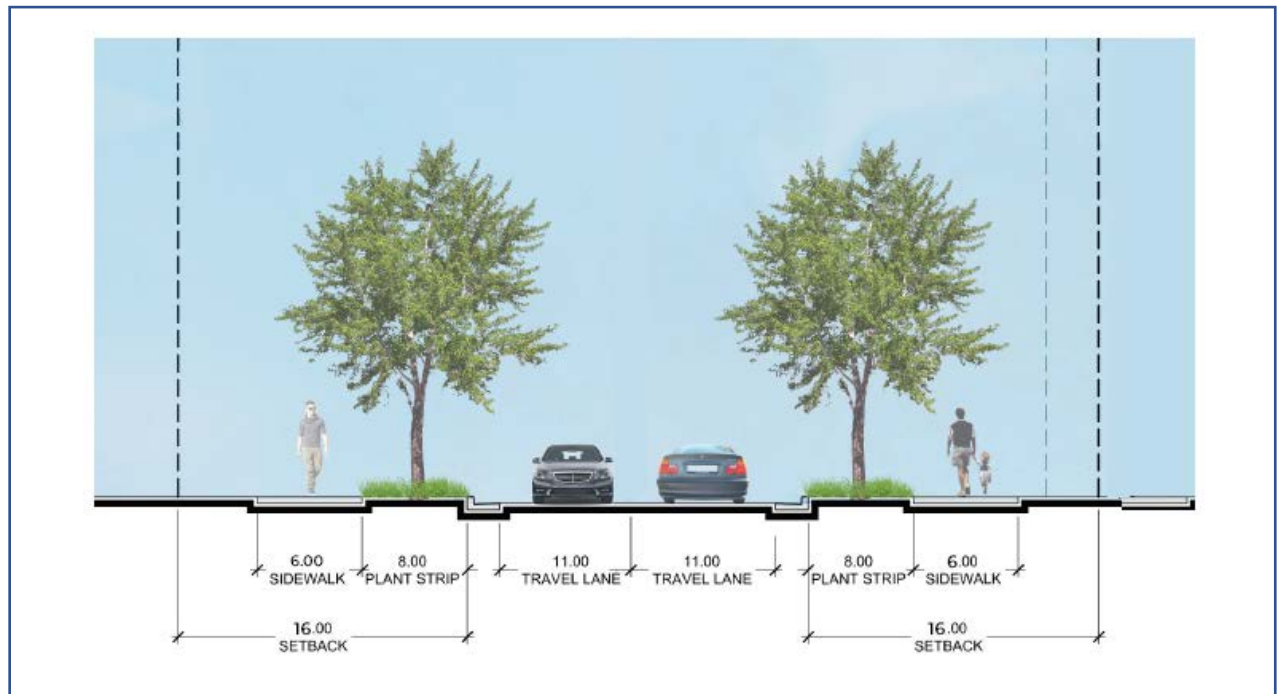 6.00 8.00 11.00 11.00 8.00 6.00
SIDEWALK PLANT STRIP TRAVEL LANE TRAVEL LANE PLANT STRIP SIDEWALK
16.00 16.00
SETBACK SETBACK